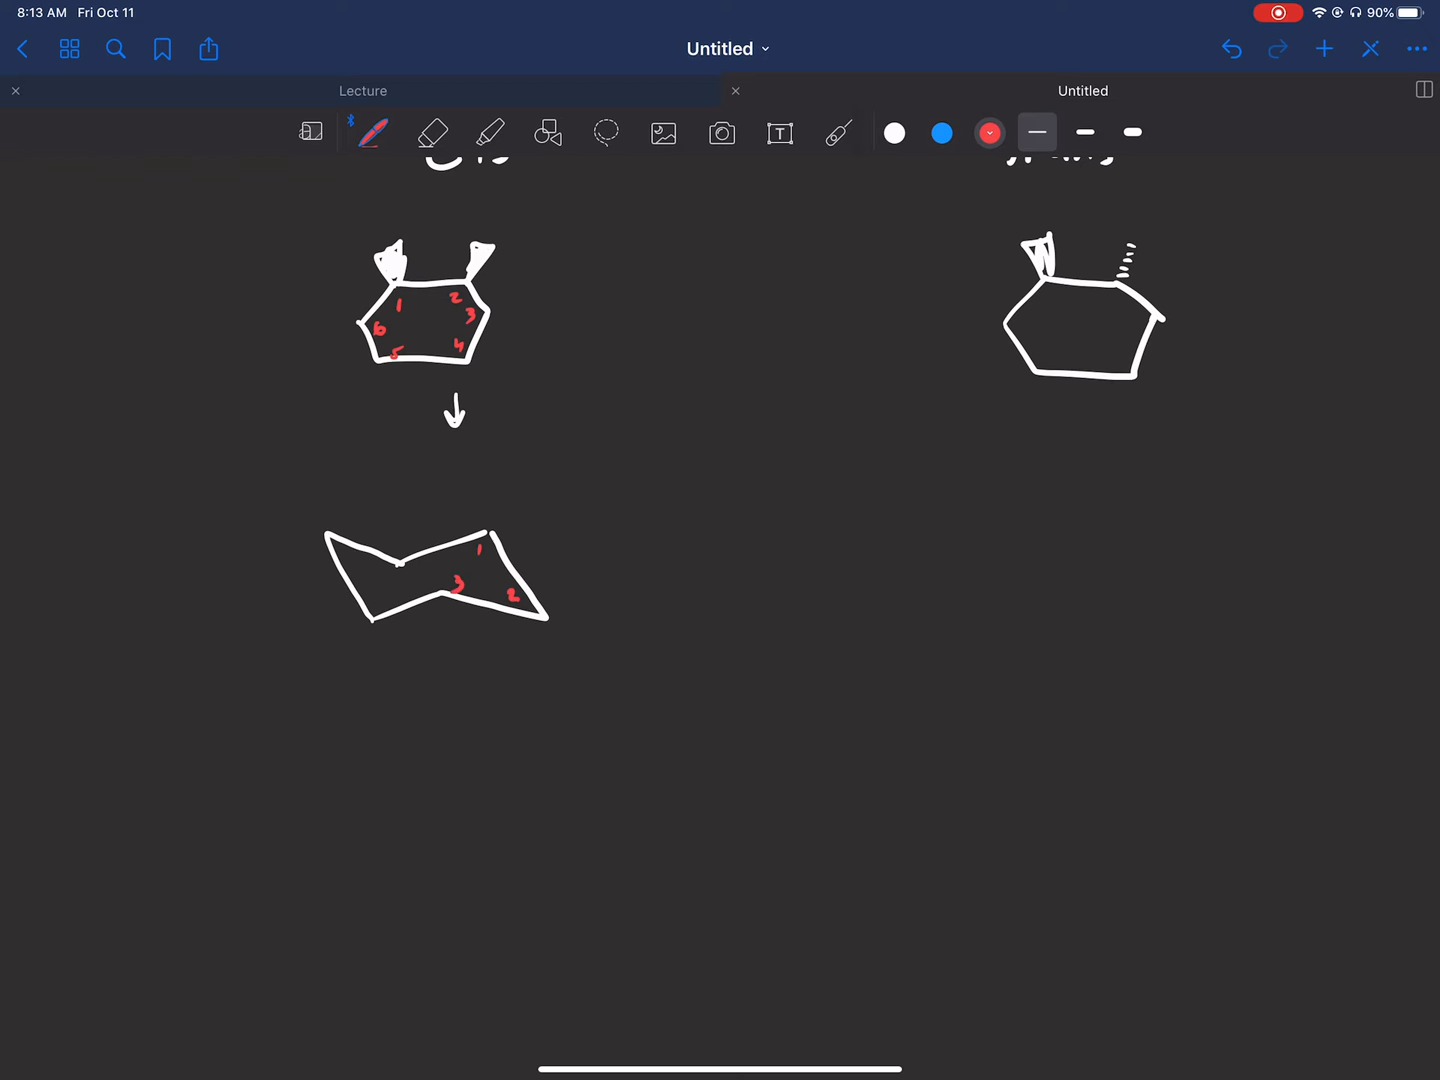 8:13 AM Fri Oct 11
90%
Untitled
Lecture
Untitled
T
1 2
3
6
5 4
1
3 2